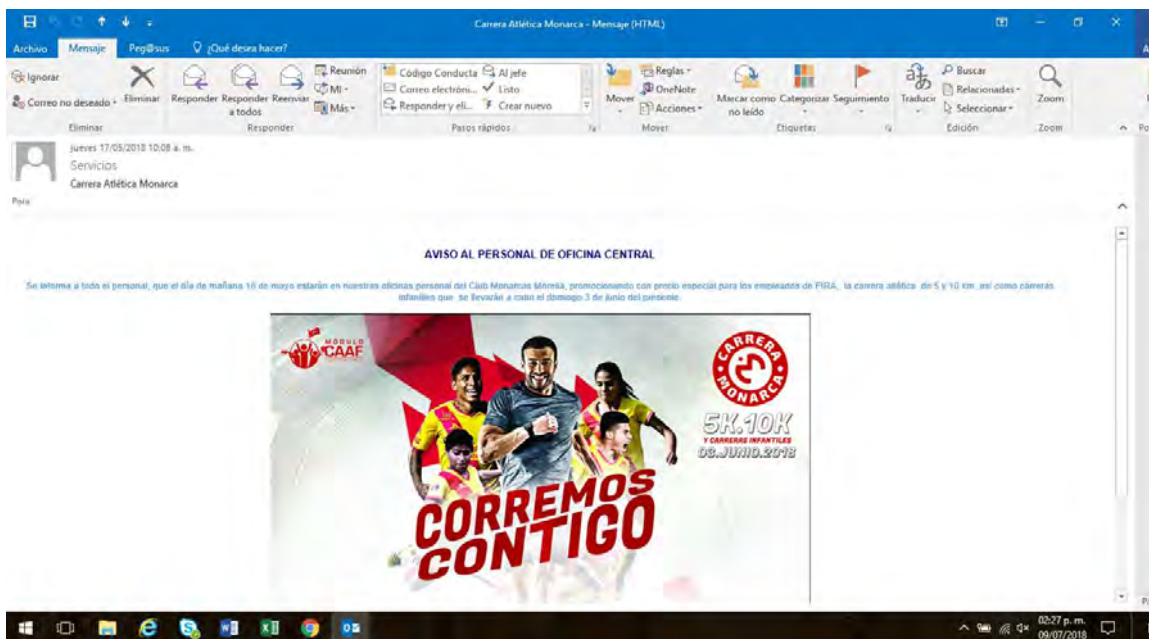 Carrera Atlética Monarca - Mensaje (HTML)
Archivo Mensaje Peg@sus ¿Qué desea hacer?
Ignorar
Correo no deseado
Eliminar
Responder
Responder a todos
Reenviar
Reunión
MI
Más
Código Conducta
Al jefe
Correo electróni...
Listo
Responder y eli...
Crear nuevo
Mover
Reglas
OneNote
Acciones
Marcar como no leído
Categorizar
Seguimiento
Traducir
Buscar
Relacionadas
Seleccionar
Zoom
Eliminar Responder Pasos rápidos Mover Etiquetas Edición Zoom
jueves 17/05/2018 10:08 a. m.
Servicios
Carrera Atlética Monarca
Para
AVISO AL PERSONAL DE OFICINA CENTRAL
Se informa a todo el personal, que el día de mañana 18 de mayo estarán en nuestras oficinas personal del Club Monarcas Morelia, promocionando con precio especial para los empleados de FIRA, la carrera atlética de 5 y 10 km, así como carreras
infantiles que se llevarán a cabo el domingo 3 de junio del presente.
MÓDULO
CAAF
CARRERA
MONARCA
5K.10K
Y CARRERAS INFANTILES
03.JUNIO.2018
CORREMOS
CONTIGO
02:27 p. m.
09/07/2018